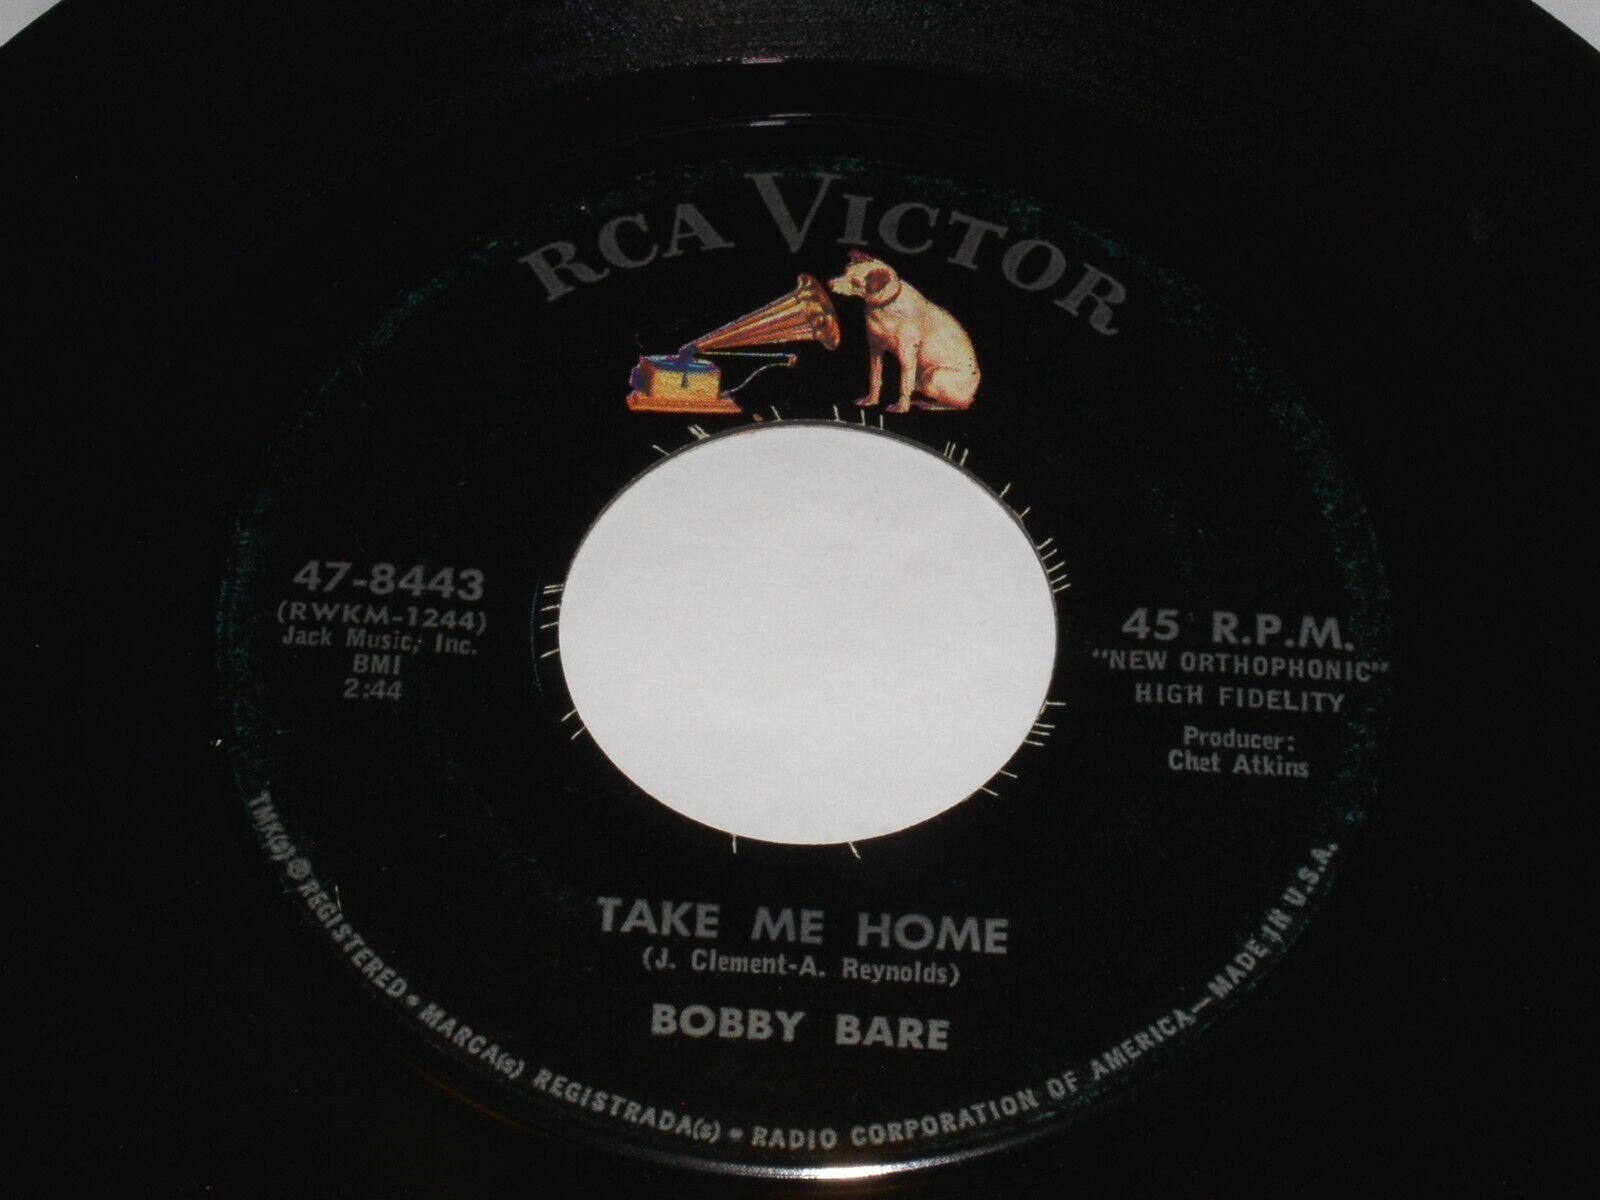 RCA VICTOR
47-8443
(RWKM-1244)
Jack Music, Inc.
BMI
2:44
45 R.P.M.
"NEW ORTHOPHONIC"
HIGH FIDELITY
Producer:
Chet Atkins
TAKE ME HOME
(J. Clement-A. Reynolds)
BOBBY BARE
TMK(s) ® REGISTERED • MARCA(s) REGISTRADA(s) • RADIO CORPORATION OF AMERICA—MADE IN U.S.A.